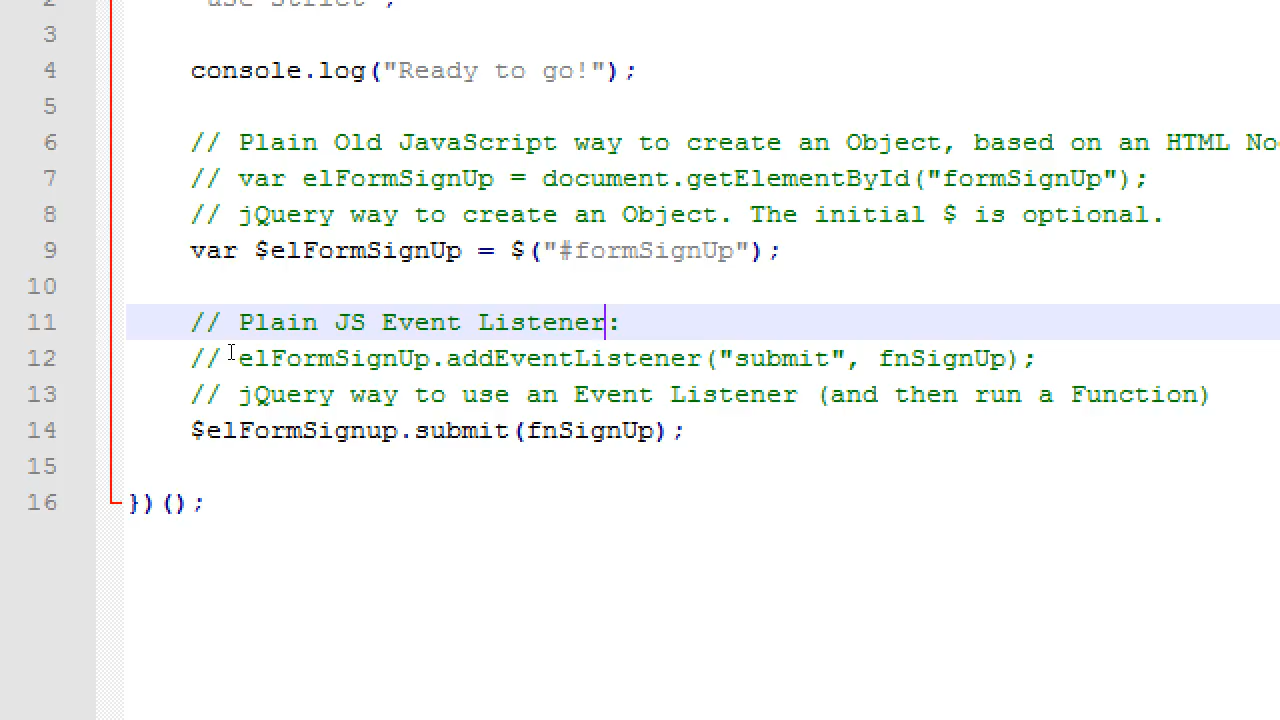 2 "use strict";
3
4 console.log("Ready to go!");
5
6 // Plain Old JavaScript way to create an Object, based on an HTML No
7 // var elFormSignUp = document.getElementById("formSignUp");
8 // jQuery way to create an Object. The initial $ is optional.
9 var $elFormSignUp = $("#formSignUp");
10
11 // Plain JS Event Listener:
12 // elFormSignUp.addEventListener("submit", fnSignUp);
13 // jQuery way to use an Event Listener (and then run a Function)
14 $elFormSignup.submit(fnSignUp);
15
16 })();